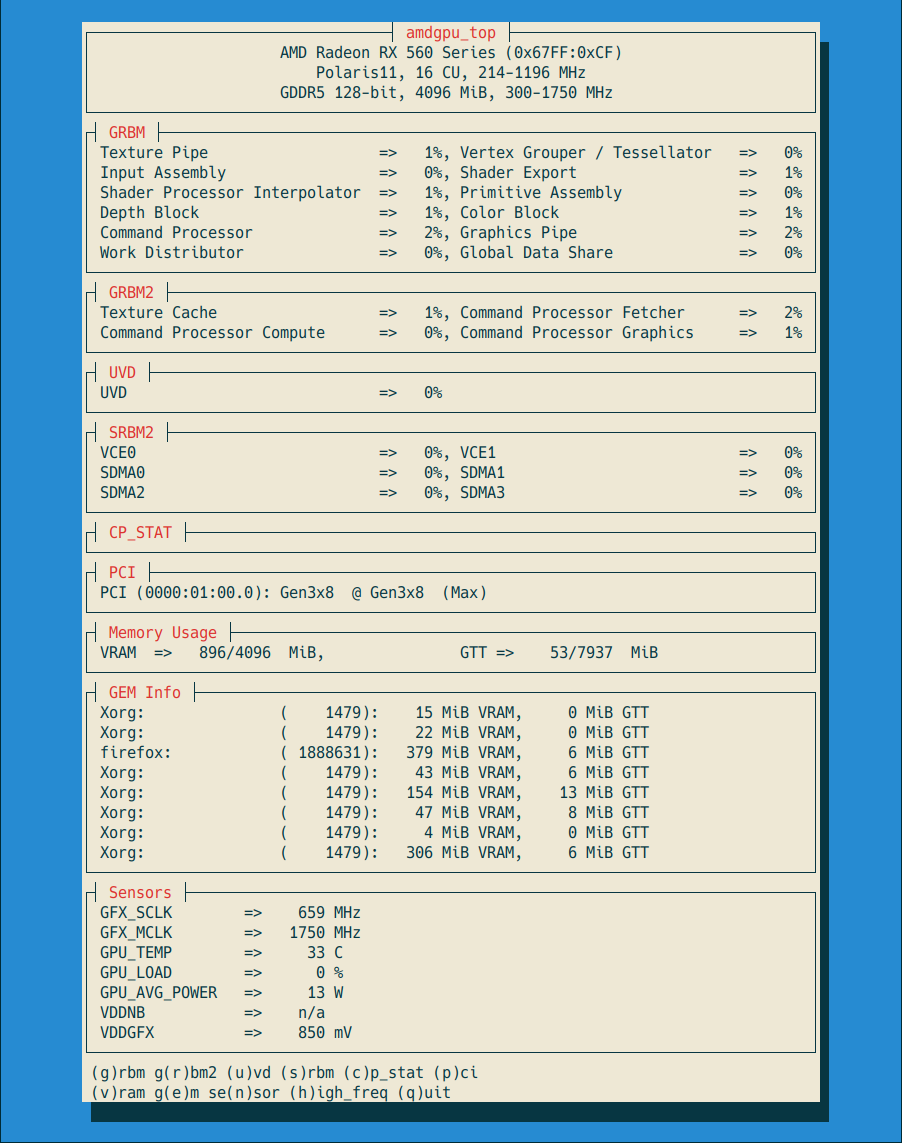 amdgpu_top
AMD Radeon RX 560 Series (0x67FF:0xCF)
Polaris11, 16 CU, 214-1196 MHz
GDDR5 128-bit, 4096 MiB, 300-1750 MHz
GRBM
Texture Pipe => 1%, Vertex Grouper / Tessellator => 0%
Input Assembly => 0%, Shader Export => 1%
Shader Processor Interpolator => 1%, Primitive Assembly => 0%
Depth Block => 1%, Color Block => 1%
Command Processor => 2%, Graphics Pipe => 2%
Work Distributor => 0%, Global Data Share => 0%
GRBM2
Texture Cache => 1%, Command Processor Fetcher => 2%
Command Processor Compute => 0%, Command Processor Graphics => 1%
UVD
UVD => 0%
SRBM2
VCE0 => 0%, VCE1 => 0%
SDMA0 => 0%, SDMA1 => 0%
SDMA2 => 0%, SDMA3 => 0%
CP_STAT
PCI
PCI (0000:01:00.0): Gen3x8 @ Gen3x8 (Max)
Memory Usage
VRAM => 896/4096 MiB, GTT => 53/7937 MiB
GEM Info
Xorg: ( 1479): 15 MiB VRAM, 0 MiB GTT
Xorg: ( 1479): 22 MiB VRAM, 0 MiB GTT
firefox: ( 1888631): 379 MiB VRAM, 6 MiB GTT
Xorg: ( 1479): 43 MiB VRAM, 6 MiB GTT
Xorg: ( 1479): 154 MiB VRAM, 13 MiB GTT
Xorg: ( 1479): 47 MiB VRAM, 8 MiB GTT
Xorg: ( 1479): 4 MiB VRAM, 0 MiB GTT
Xorg: ( 1479): 306 MiB VRAM, 6 MiB GTT
Sensors
GFX_SCLK => 659 MHz
GFX_MCLK => 1750 MHz
GPU_TEMP => 33 C
GPU_LOAD => 0 %
GPU_AVG_POWER => 13 W
VDDNB => n/a
VDDGFX => 850 mV
(g)rbm g(r)bm2 (u)vd (s)rbm (c)p_stat (p)ci
(v)ram g(e)m se(n)sor (h)igh_freq (q)uit